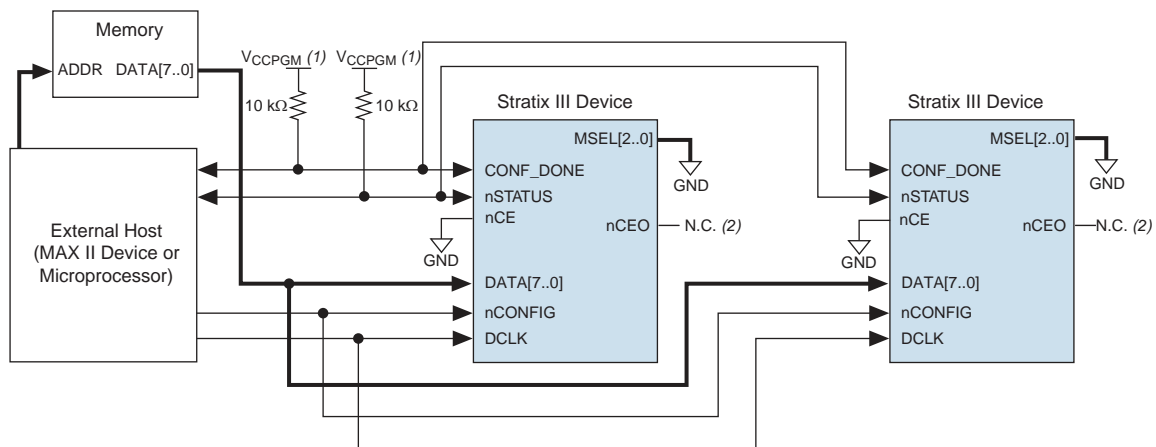 Memory
ADDR DATA[7..0]
VCCPGM (1) VCCPGM (1)
10 kΩ 10 kΩ
Stratix III Device
Stratix III Device
MSEL[2..0]
MSEL[2..0]
GND
GND
CONF_DONE
CONF_DONE
nSTATUS
nSTATUS
nCE
nCE
nCEO N.C. (2)
nCEO N.C. (2)
GND
GND
External Host
(MAX II Device or
Microprocessor)
DATA[7..0]
DATA[7..0]
nCONFIG
nCONFIG
DCLK
DCLK